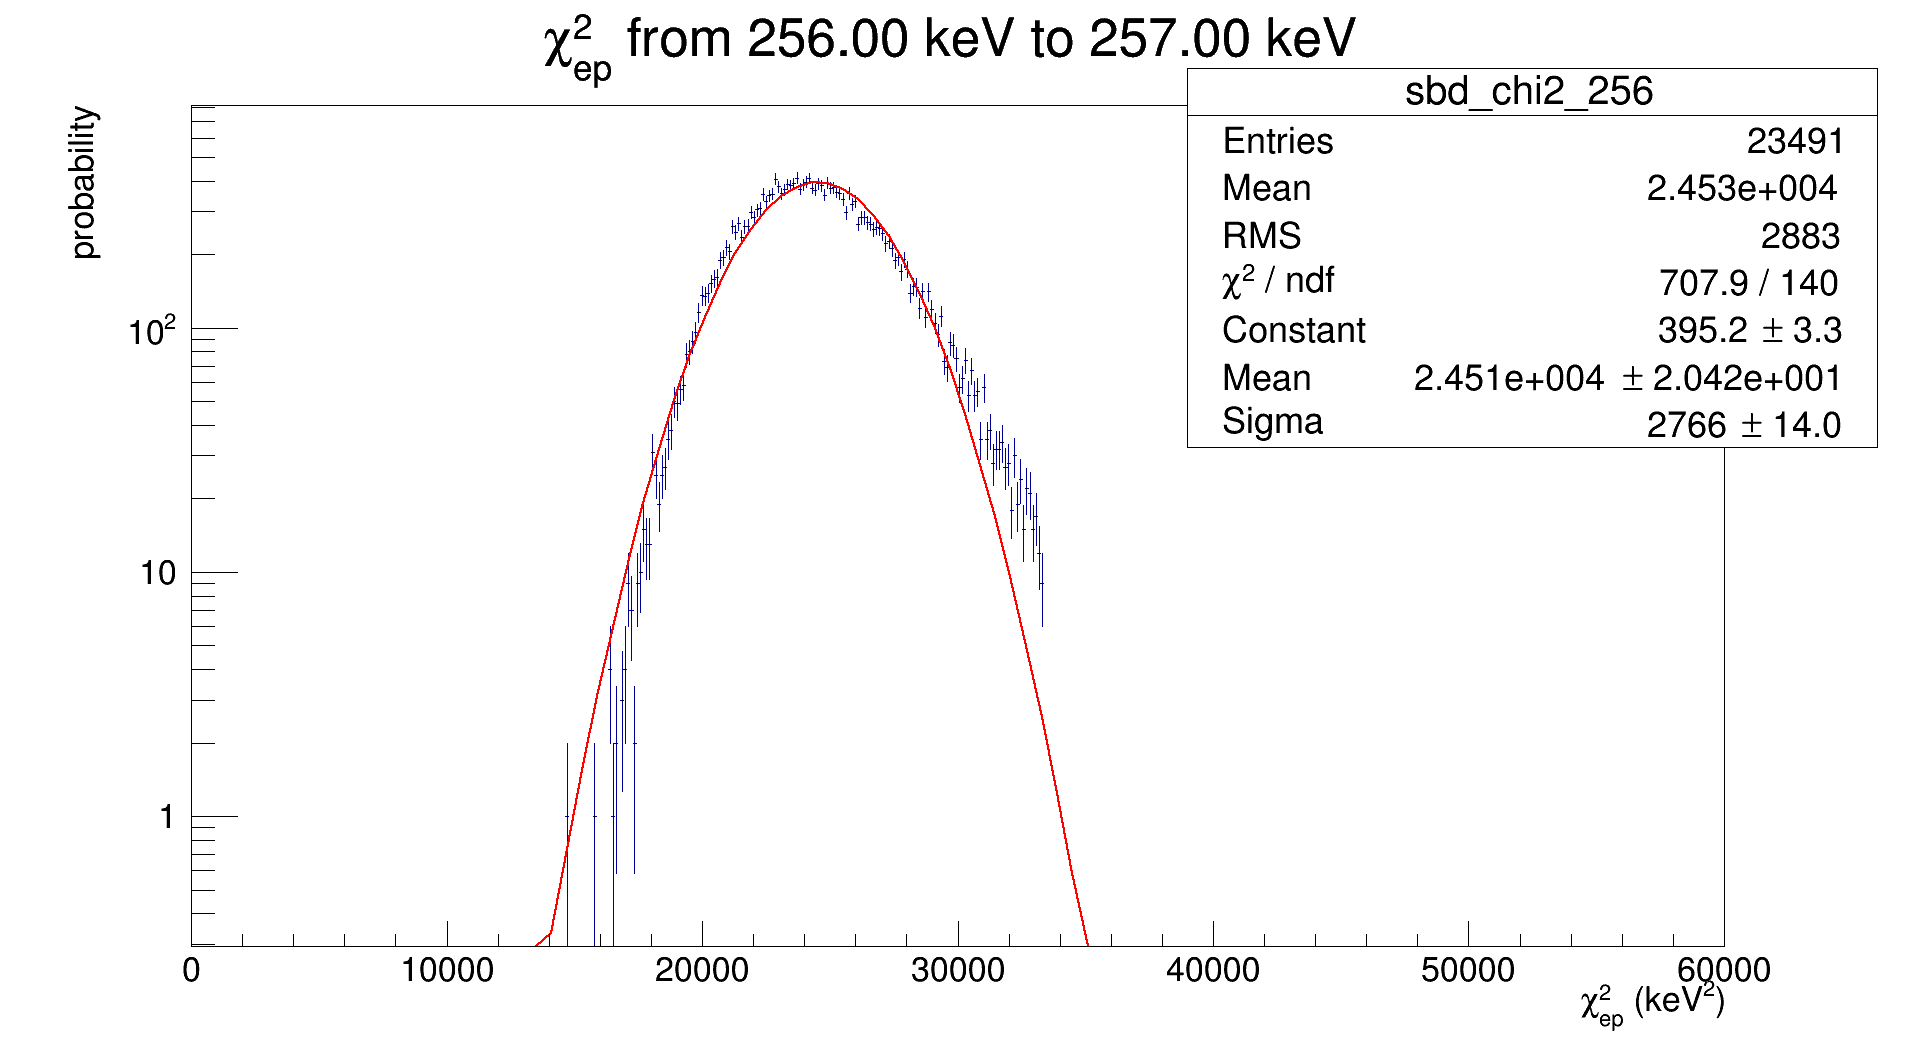 χ²ep from 256.00 keV to 257.00 keV
sbd_chi2_256
Entries 23491
Mean 2.453e+004
RMS 2883
χ² / ndf 707.9 / 140
Constant 395.2 ± 3.3
Mean 2.451e+004 ± 2.042e+001
Sigma 2766 ± 14.0
probability
10²
10
1
0 10000 20000 30000 40000 50000 60000
χ²ep (keV²)